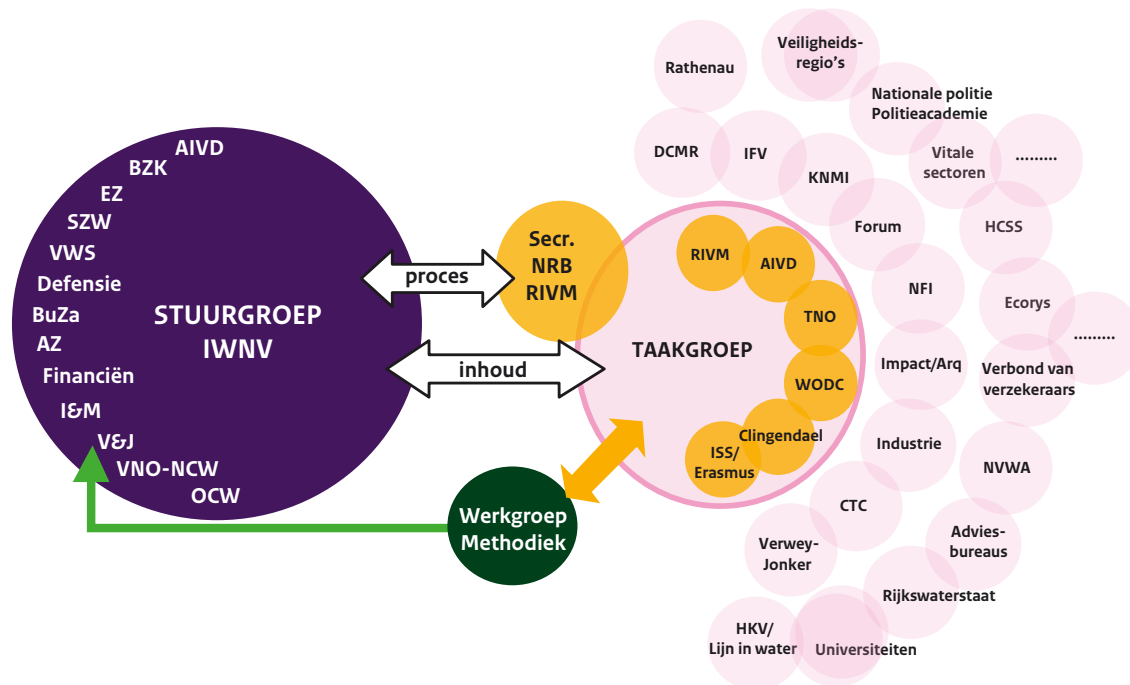 AIVD
BZK
EZ
SZW
VWS
Defensie
BuZa
AZ
Financiën
I&M
V&J
VNO-NCW
OCW
STUURGROEP
IWNV
proces
inhoud
Secr.
NRB
RIVM
Werkgroep
Methodiek
TAAKGROEP
RIVM
AIVD
TNO
WODC
Clingendael
ISS/
Erasmus
Rathenau
Veiligheids-
regio's
Nationale politie
Politieacademie
DCMR
IFV
KNMI
Vitale
sectoren
.........
Forum
HCSS
NFI
Ecorys
.........
Impact/Arq
Verbond van
verzekeraars
Industrie
NVWA
CTC
Advies-
bureaus
Verwey-
Jonker
Rijkswaterstaat
HKV/
Lijn in water
Universiteiten